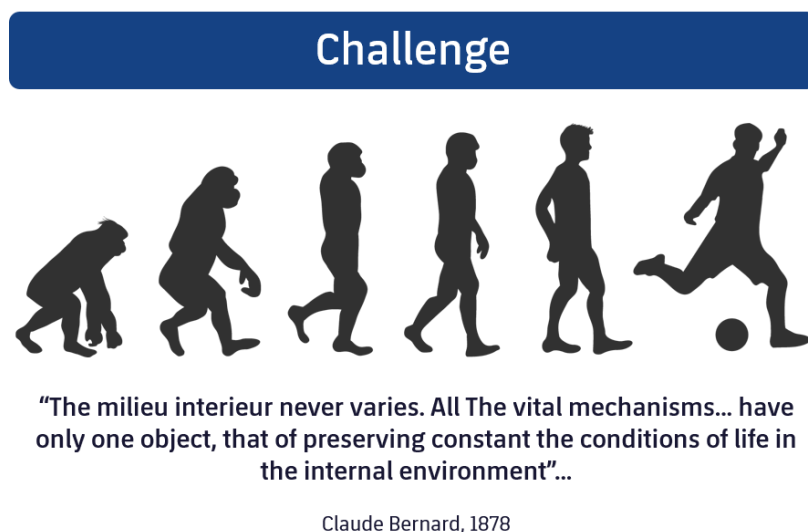 Challenge
“The milieu interieur never varies. All The vital mechanisms... have
only one object, that of preserving constant the conditions of life in
the internal environment”...
Claude Bernard, 1878